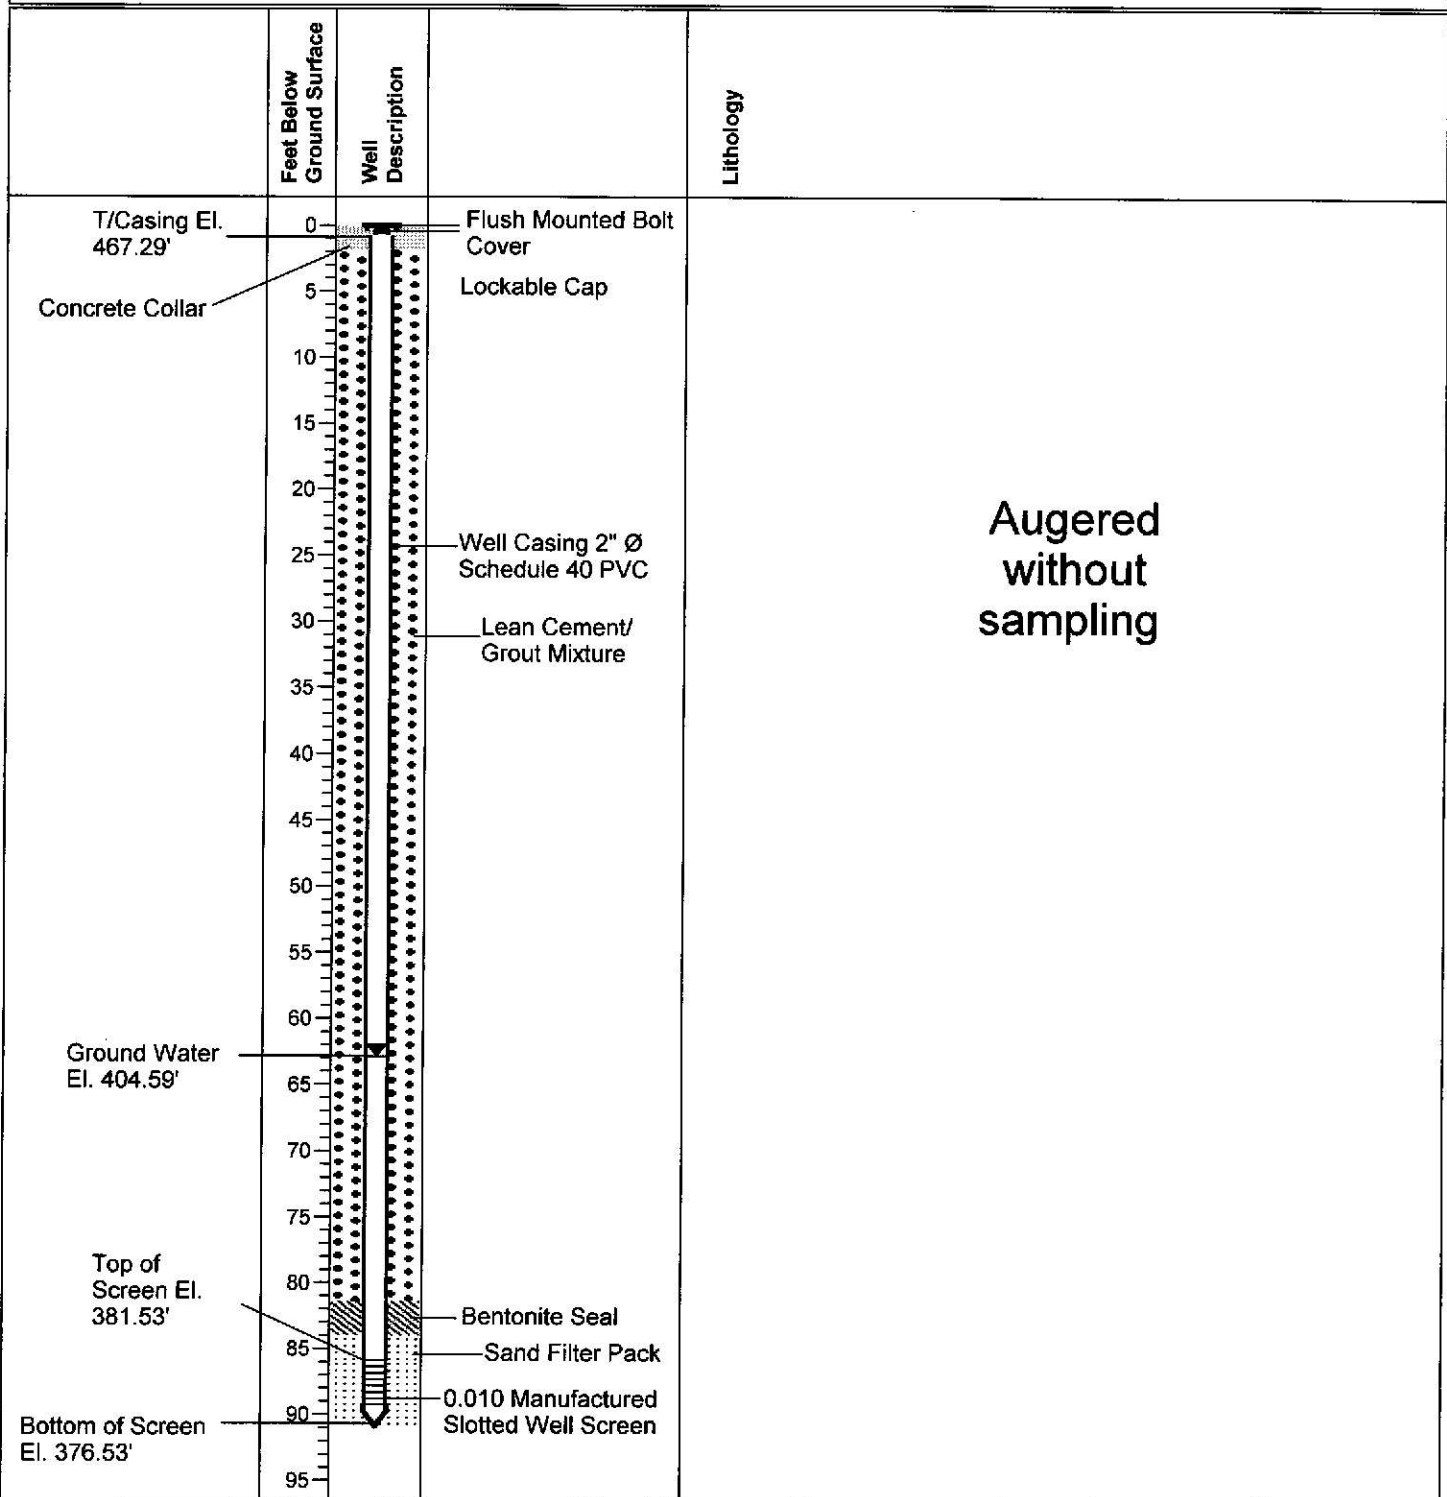 Feet Below
Ground Surface
Well
Description
Lithology
T/Casing El.
467.29'
Concrete Collar
0
5
10
15
20
25
30
35
40
45
50
55
60
65
70
75
80
85
90
95
Flush Mounted Bolt
Cover
Lockable Cap
Well Casing 2" Ø
Schedule 40 PVC
Lean Cement/
Grout Mixture
Augered
without
sampling
Ground Water
El. 404.59'
Top of
Screen El.
381.53'
Bentonite Seal
Sand Filter Pack
0.010 Manufactured
Slotted Well Screen
Bottom of Screen
El. 376.53'